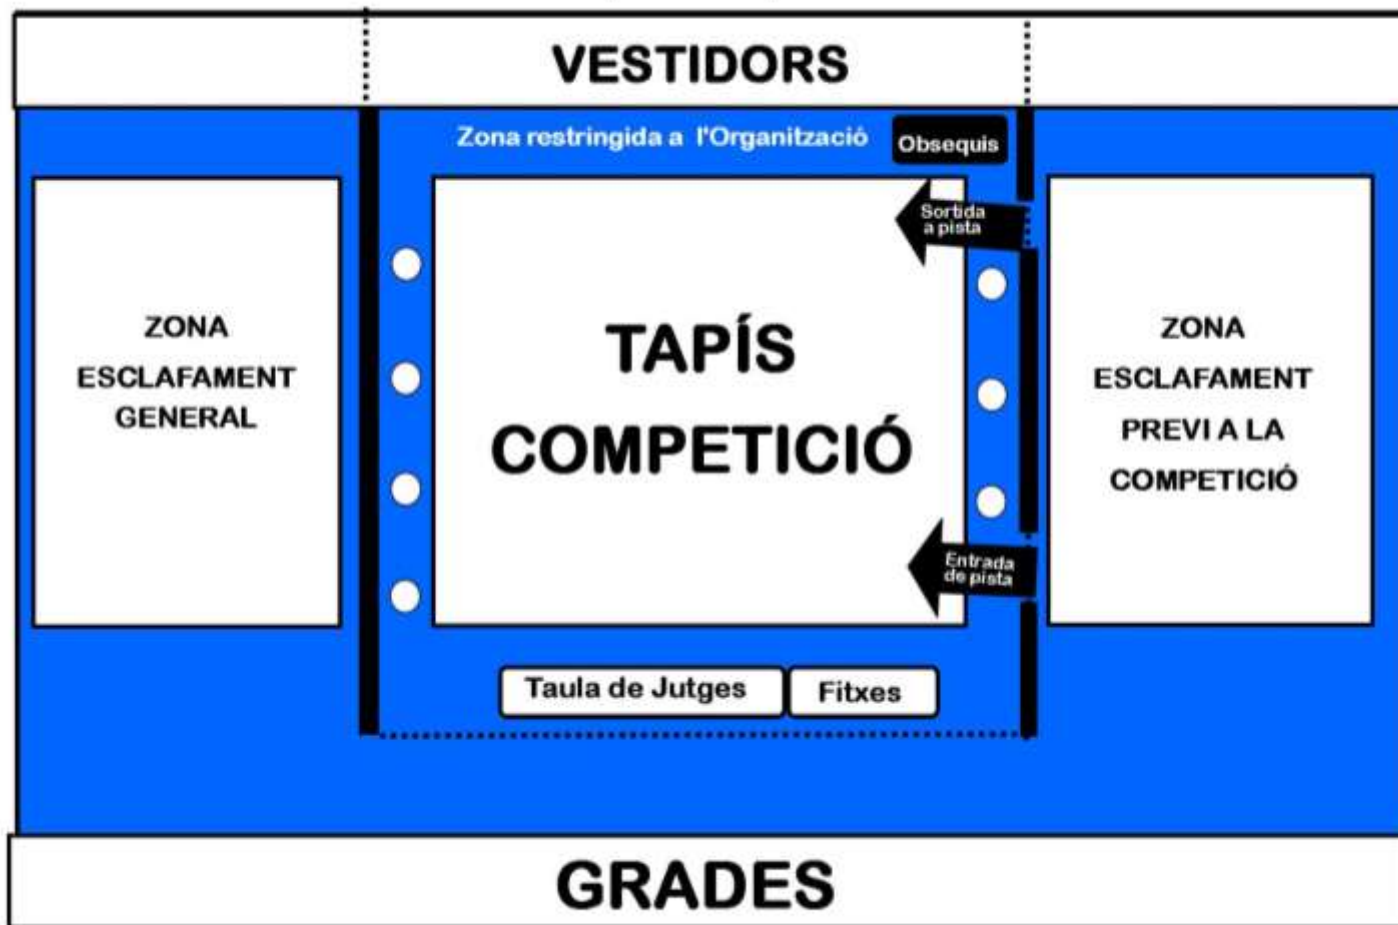 VESTIDORS
Zona restringida a l'Organització
Obsequis
Sortida
a pista
ZONA
ESCLAFAMENT
GENERAL
TAPÍS
COMPETICIÓ
ZONA
ESCLAFAMENT
PREVI A LA
COMPETICIÓ
Entrada
de pista
Taula de Jutges
Fitxes
GRADES